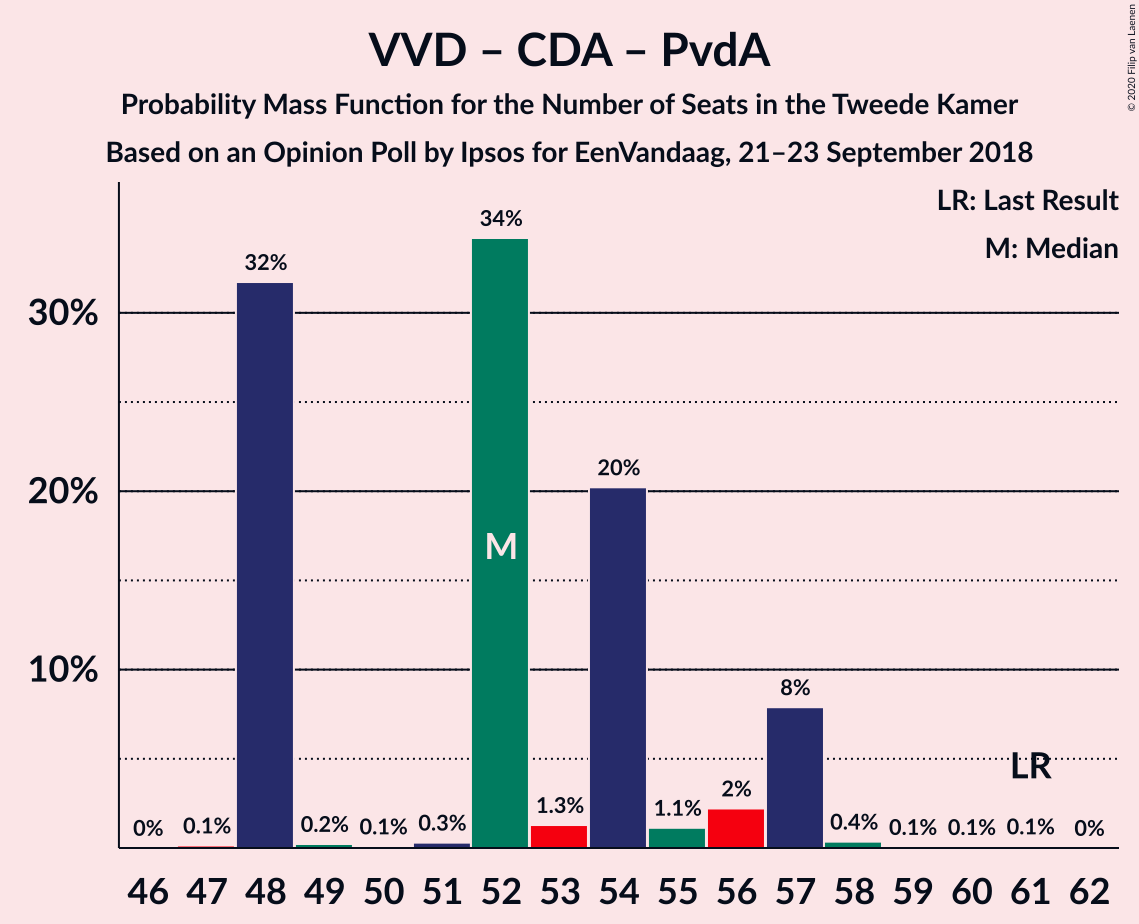 VVD – CDA – PvdA
Probability Mass Function for the Number of Seats in the Tweede Kamer
Based on an Opinion Poll by Ipsos for EenVandaag, 21–23 September 2018
© 2020 Filip van Laenen
LR: Last Result
M: Median
30%
20%
10%
0%
0.1%
32%
0.2%
0.1%
0.3%
34%
1.3%
20%
1.1%
2%
8%
0.4%
0.1%
0.1%
0.1%
0%
M
LR
46 47 48 49 50 51 52 53 54 55 56 57 58 59 60 61 62